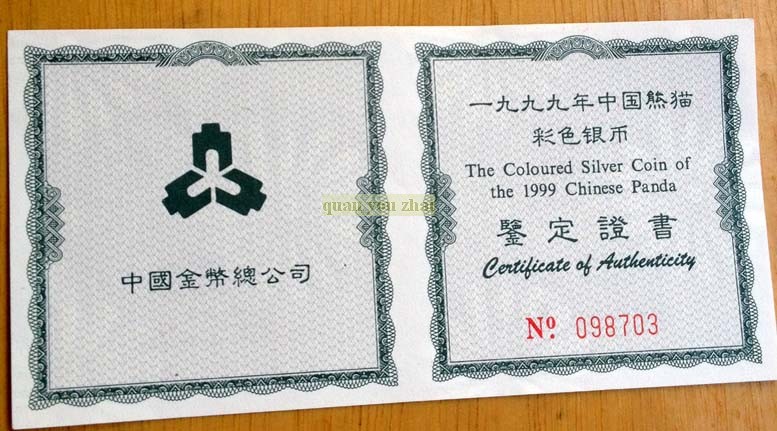 中國金幣總公司
一九九九年中国熊猫
彩色银币
The Coloured Silver Coin of
the 1999 Chinese Panda
鑒定證書
Certificate of Authenticity
Nº. 098703
quan you zhai